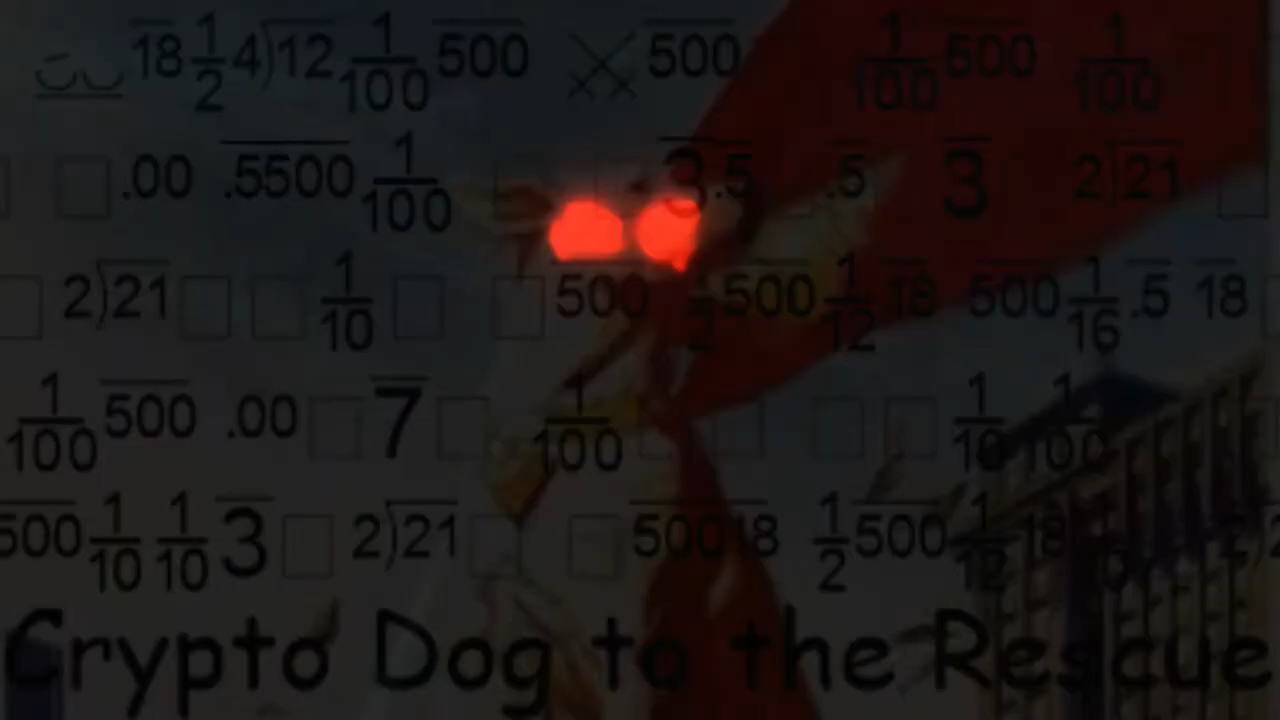 18 1/2 4)12 1/100 500 500 1/100 500 1/100
.00 .5500 1/100 3.5 .5 3 2)21
2)21 1/10 500 1/2 500 1/12 18 500 1/16 .5 18
1/100 500 .00 7 1/100 1/10 1/100
500 1/10 1/10 3 2)21 500 18 1/2 500 1/12 18
Crypto Dog to the Rescue